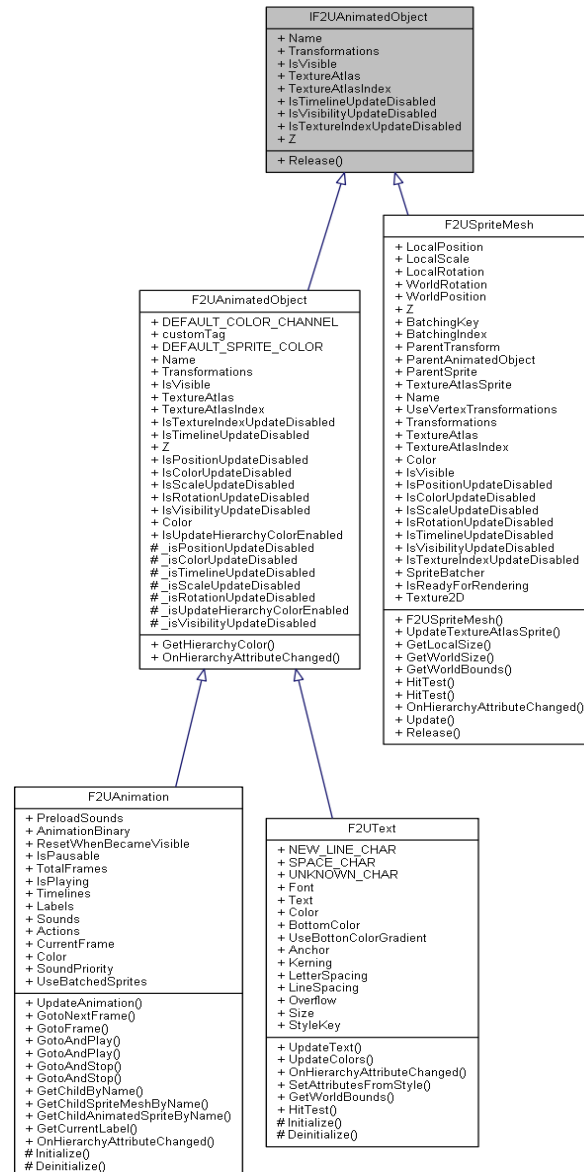 IF2UAnimatedObject
+ Name
+ Transformations
+ IsVisible
+ TextureAtlas
+ TextureAtlasIndex
+ IsTimelineUpdateDisabled
+ IsVisibilityUpdateDisabled
+ IsTextureIndexUpdateDisabled
+ Z
+ Release()
F2USpriteMesh
+ LocalPosition
+ LocalScale
+ LocalRotation
+ WorldRotation
+ WorldPosition
+ Z
+ BatchingKey
+ BatchingIndex
+ ParentTransform
+ ParentAnimatedObject
+ ParentSprite
+ TextureAtlasSprite
+ Name
+ UseVertexTransformations
+ Transformations
+ TextureAtlas
+ TextureAtlasIndex
+ Color
+ IsVisible
+ IsPositionUpdateDisabled
+ IsColorUpdateDisabled
+ IsScaleUpdateDisabled
+ IsRotationUpdateDisabled
+ IsTimelineUpdateDisabled
+ IsVisibilityUpdateDisabled
+ IsTextureIndexUpdateDisabled
+ SpriteBatcher
+ IsReadyForRendering
+ Texture2D
+ F2USpriteMesh()
+ UpdateTextureAtlasSprite()
+ GetLocalSize()
+ GetWorldSize()
+ GetWorldBounds()
+ HitTest()
+ HitTest()
+ OnHierarchyAttributeChanged()
+ Update()
+ Release()
F2UAnimatedObject
+ DEFAULT_COLOR_CHANNEL
+ customTag
+ DEFAULT_SPRITE_COLOR
+ Name
+ Transformations
+ IsVisible
+ TextureAtlas
+ TextureAtlasIndex
+ IsTextureIndexUpdateDisabled
+ IsTimelineUpdateDisabled
+ Z
+ IsPositionUpdateDisabled
+ IsColorUpdateDisabled
+ IsScaleUpdateDisabled
+ IsRotationUpdateDisabled
+ IsVisibilityUpdateDisabled
+ Color
+ IsUpdateHierarchyColorEnabled
# _isPositionUpdateDisabled
# _isColorUpdateDisabled
# _isTimelineUpdateDisabled
# _isScaleUpdateDisabled
# _isRotationUpdateDisabled
# _isUpdateHierarchyColorEnabled
# _isVisibilityUpdateDisabled
+ GetHierarchyColor()
+ OnHierarchyAttributeChanged()
F2UAnimation
+ PreloadSounds
+ AnimationBinary
+ ResetWhenBecameVisible
+ IsPausable
+ TotalFrames
+ IsPlaying
+ Timelines
+ Labels
+ Sounds
+ Actions
+ CurrentFrame
+ Color
+ SoundPriority
+ UseBatchedSprites
+ UpdateAnimation()
+ GotoNextFrame()
+ GotoFrame()
+ GotoAndPlay()
+ GotoAndPlay()
+ GotoAndStop()
+ GotoAndStop()
+ GetChildByName()
+ GetChildSpriteMeshByName()
+ GetChildAnimatedSpriteByName()
+ GetCurrentLabel()
+ OnHierarchyAttributeChanged()
# Initialize()
# Deinitialize()
F2UText
+ NEW_LINE_CHAR
+ SPACE_CHAR
+ UNKNOWN_CHAR
+ Font
+ Text
+ Color
+ BottomColor
+ UseBottonColorGradient
+ Anchor
+ Kerning
+ LetterSpacing
+ LineSpacing
+ Overflow
+ Size
+ StyleKey
+ UpdateText()
+ UpdateColors()
+ OnHierarchyAttributeChanged()
+ SetAttributesFromStyle()
+ GetWorldBounds()
+ HitTest()
# Initialize()
# Deinitialize()